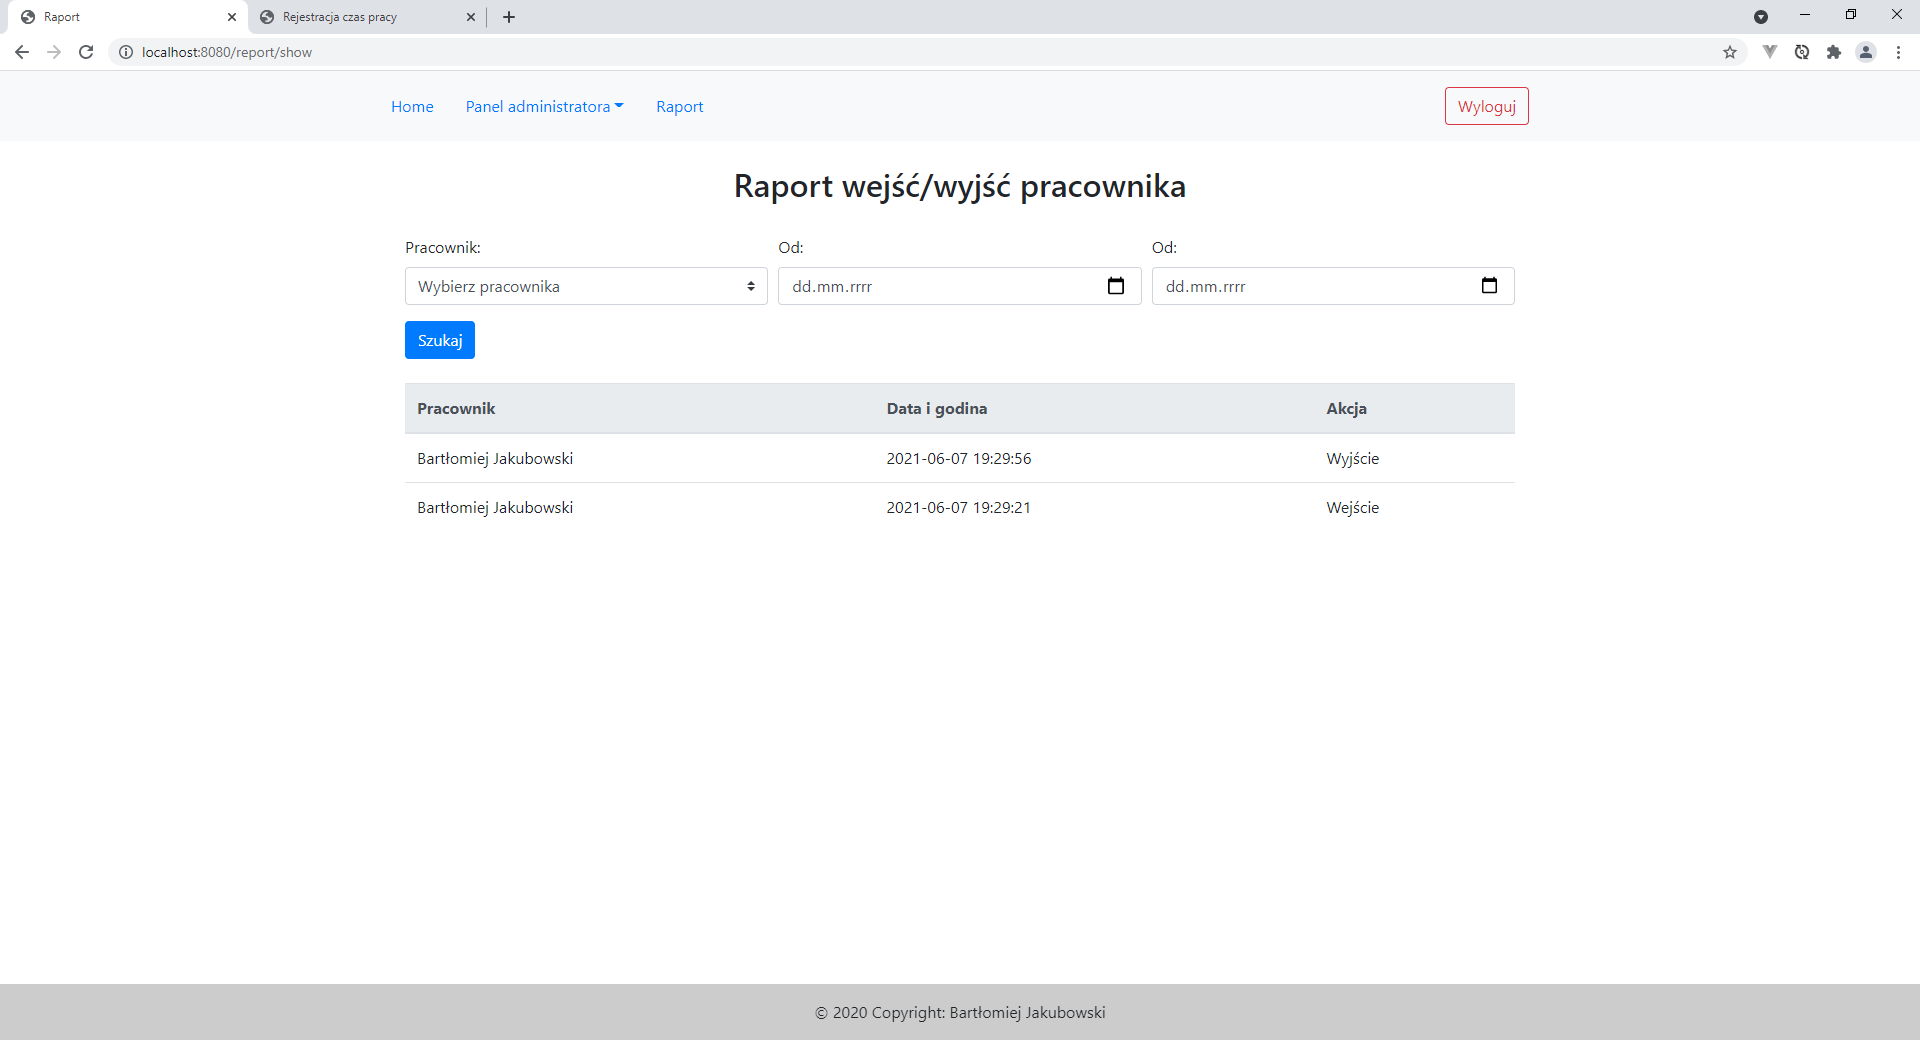 Raport
Rejestracja czas pracy
localhost:8080/report/show
Home Panel administratora Raport Wyloguj
Raport wejść/wyjść pracownika
Pracownik: Od: Od:
Wybierz pracownika dd.mm.rrrr dd.mm.rrrr
Szukaj
Pracownik Data i godina Akcja
Bartłomiej Jakubowski 2021-06-07 19:29:56 Wyjście
Bartłomiej Jakubowski 2021-06-07 19:29:21 Wejście
© 2020 Copyright: Bartłomiej Jakubowski